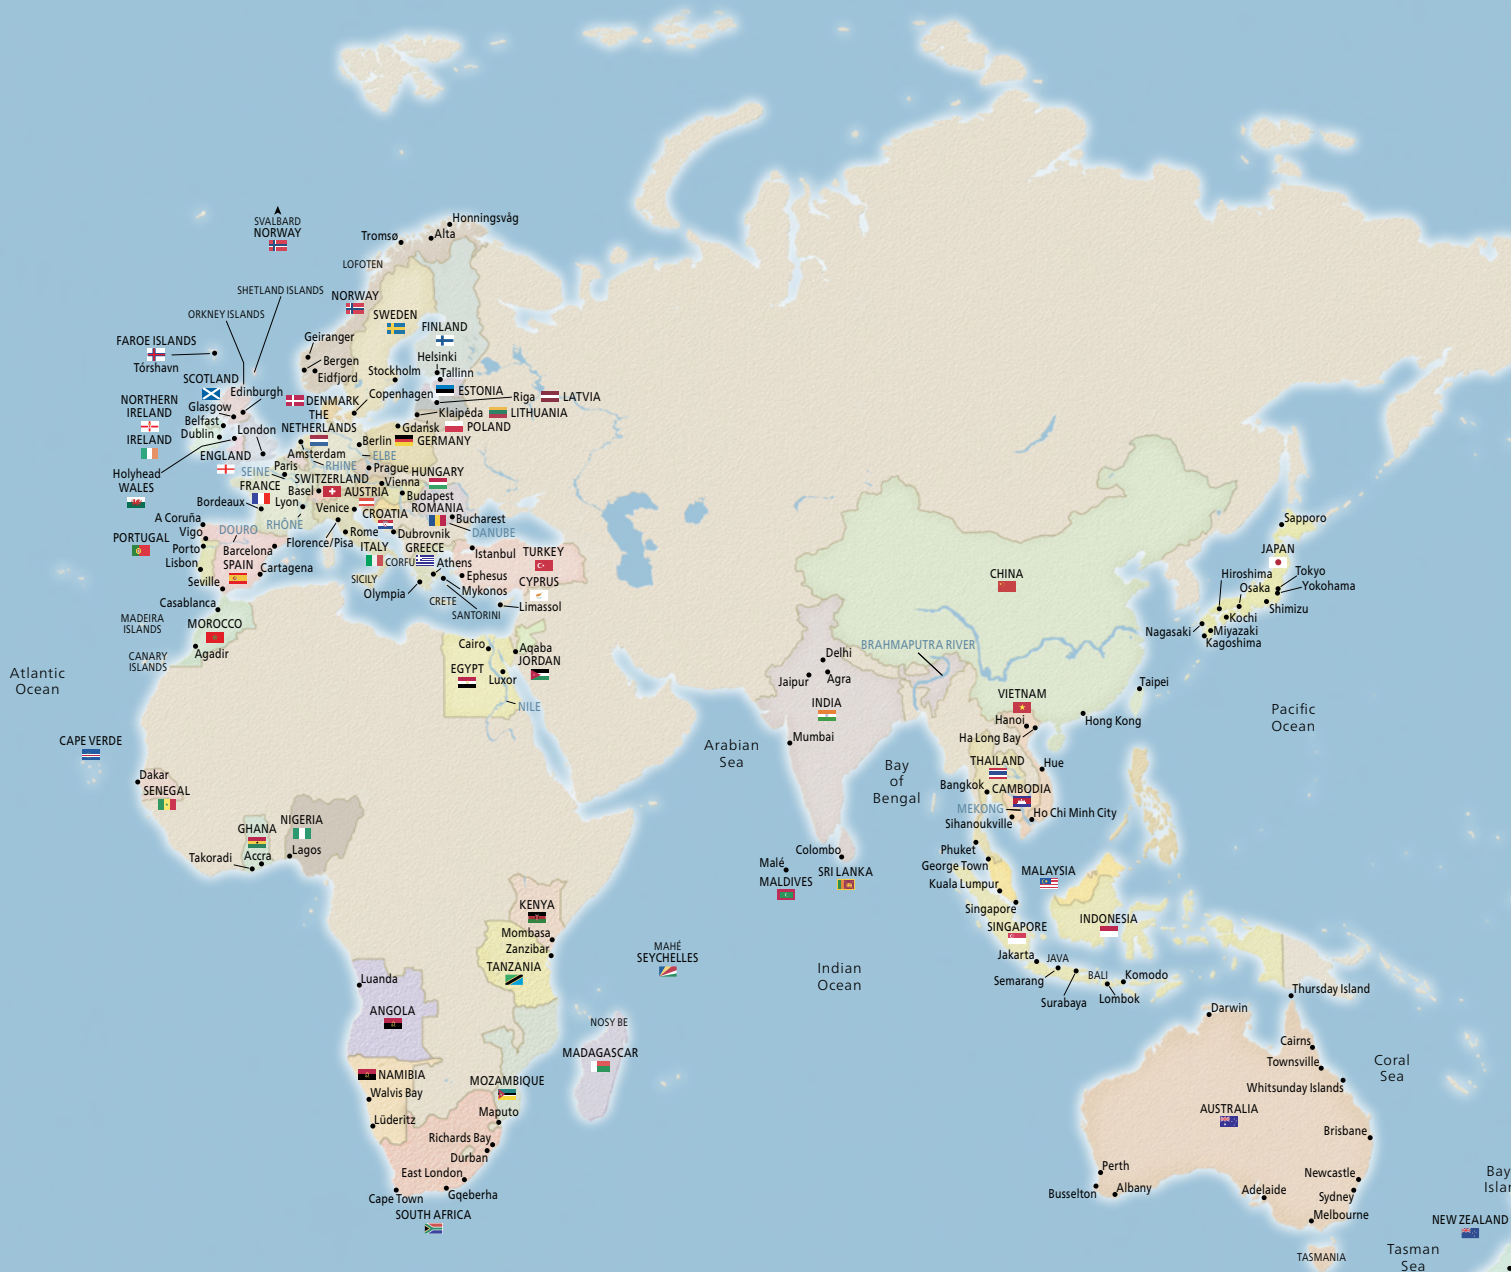 SVALBARD
NORWAY
Honningsvåg
Tromsø
Alta
LOFOTEN
SHETLAND ISLANDS
NORWAY
ORKNEY ISLANDS
SWEDEN
FINLAND
FAROE ISLANDS
Tórshavn
Geiranger
Bergen
Eidfjord
Helsinki
Stockholm
Tallinn
SCOTLAND
Edinburgh
Copenhagen
ESTONIA
Riga
LATVIA
NORTHERN
IRELAND
Glasgow
DENMARK
THE
NETHERLANDS
Klaipėda
LITHUANIA
Belfast
Dublin
London
Gdańsk
POLAND
IRELAND
Berlin
GERMANY
ENGLAND
Amsterdam
ELBE
Holyhead
WALES
SEINE
Paris
RHINE
Prague
HUNGARY
SWITZERLAND
Vienna
FRANCE
Basel
AUSTRIA
Budapest
Bordeaux
Lyon
Venice
CROATIA
ROMANIA
Bucharest
A Coruña
Vigo
DOURO
RHÔNE
Rome
Dubrovnik
DANUBE
PORTUGAL
Porto
Barcelona
Florence/Pisa
ITALY
CORFU
GREECE
Istanbul
TURKEY
Lisbon
SPAIN
Cartagena
Athens
Seville
SICILY
Ephesus
CYPRUS
Olympia
Mykonos
Casablanca
CRETE
SANTORINI
Limassol
MADEIRA
ISLANDS
MOROCCO
Cairo
Aqaba
CANARY
ISLANDS
Agadir
EGYPT
Luxor
JORDAN
NILE
Atlantic
Ocean
CAPE VERDE
Dakar
SENEGAL
NIGERIA
GHANA
Takoradi
Accra
Lagos
KENYA
Mombasa
Zanzibar
TANZANIA
Luanda
ANGOLA
MAHÉ
SEYCHELLES
NOSY BE
MADAGASCAR
NAMIBIA
Walvis Bay
MOZAMBIQUE
Maputo
Lüderitz
Richards Bay
Durban
East London
Cape Town
Gqeberha
SOUTH AFRICA
CHINA
Sapporo
JAPAN
Hiroshima
Tokyo
Osaka
Yokohama
Shimizu
Kochi
Nagasaki
Miyazaki
Kagoshima
BRAHMAPUTRA RIVER
Delhi
Jaipur
Agra
INDIA
Mumbai
Taipei
VIETNAM
Hanoi
Hong Kong
Ha Long Bay
Pacific
Ocean
Arabian
Sea
Bay
of
Bengal
THAILAND
Hue
Bangkok
CAMBODIA
MEKONG
Ho Chi Minh City
Sihanoukville
Colombo
Phuket
Malé
MALDIVES
SRI LANKA
George Town
MALAYSIA
Kuala Lumpur
Singapore
SINGAPORE
INDONESIA
Jakarta
JAVA
Semarang
BALI
Komodo
Surabaya
Lombok
Indian
Ocean
Thursday Island
Darwin
Cairns
Townsville
Whitsunday Islands
Coral
Sea
AUSTRALIA
Brisbane
Perth
Busselton
Albany
Adelaide
Newcastle
Sydney
Melbourne
TASMANIA
Bay
Islan
NEW ZEALAND
Tasman
Sea